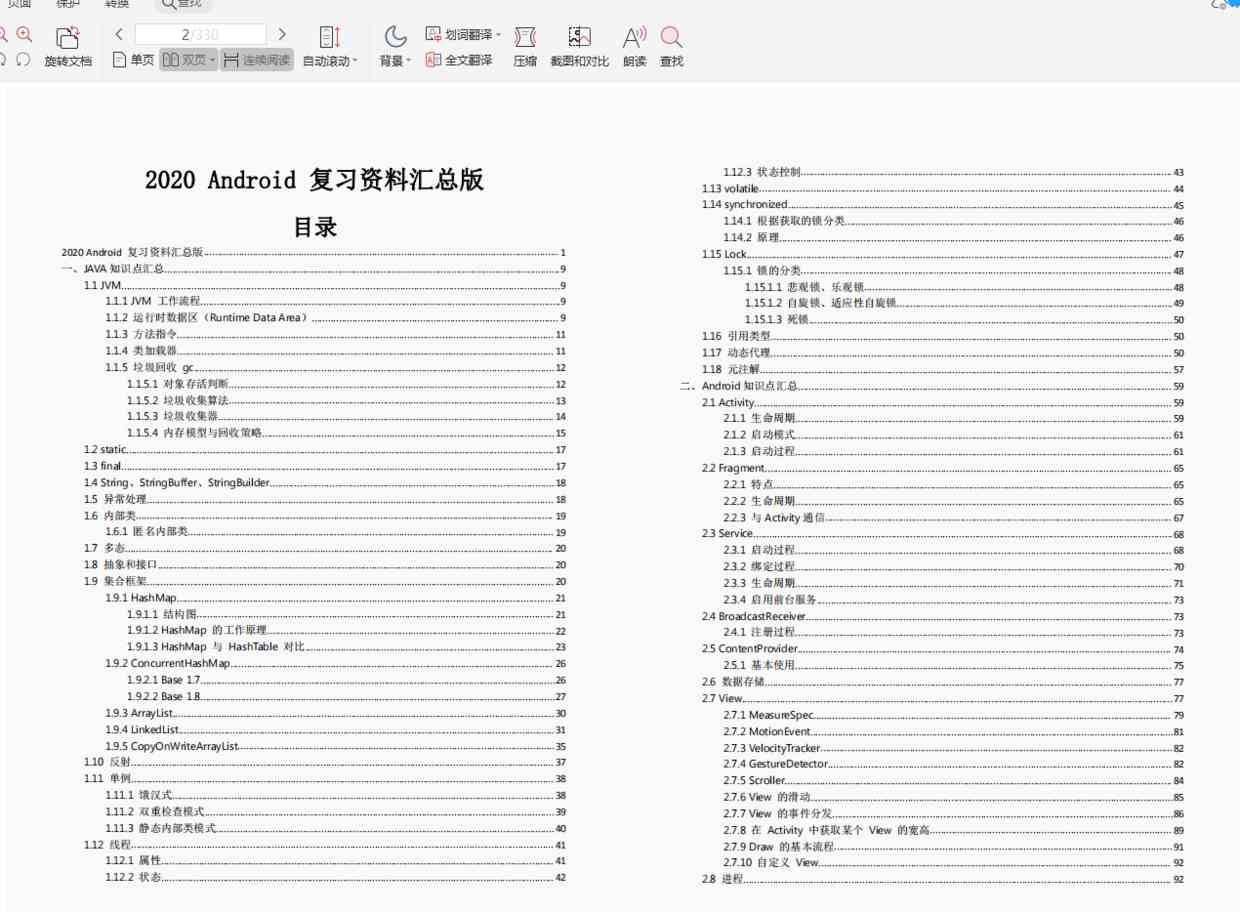 页面 保护 转换 查找
2/330
旋转文档 单页 双页 连续阅读 自动滚动 背景 划词翻译 全文翻译 压缩 截图和对比 朗读 查找
2020 Android 复习资料汇总版
目录
2020 Android 复习资料汇总版 1
一、JAVA 知识点汇总 9
1.1 JVM 9
1.1.1 JVM 工作流程 9
1.1.2 运行时数据区（Runtime Data Area） 9
1.1.3 方法指令 11
1.1.4 类加载器 11
1.1.5 垃圾回收 gc 12
1.1.5.1 对象存活判断 12
1.1.5.2 垃圾收集算法 13
1.1.5.3 垃圾收集器 14
1.1.5.4 内存模型与回收策略 15
1.2 static 17
1.3 final 17
1.4 String、StringBuffer、StringBuilder 18
1.5 异常处理 18
1.6 内部类 19
1.6.1 匿名内部类 19
1.7 多态 20
1.8 抽象和接口 20
1.9 集合框架 20
1.9.1 HashMap 21
1.9.1.1 结构图 21
1.9.1.2 HashMap 的工作原理 22
1.9.1.3 HashMap 与 HashTable 对比 23
1.9.2 ConcurrentHashMap 26
1.9.2.1 Base 1.7 26
1.9.2.2 Base 1.8 27
1.9.3 ArrayList 30
1.9.4 LinkedList 31
1.9.5 CopyOnWriteArrayList 35
1.10 反射 37
1.11 单例 38
1.11.1 饿汉式 38
1.11.2 双重检查模式 39
1.11.3 静态内部类模式 40
1.12 线程 41
1.12.1 属性 41
1.12.2 状态 42
1.12.3 状态控制 43
1.13 volatile 44
1.14 synchronized 45
1.14.1 根据获取的锁分类 46
1.14.2 原理 46
1.15 Lock 47
1.15.1 锁的分类 48
1.15.1.1 悲观锁、乐观锁 48
1.15.1.2 自旋锁、适应性自旋锁 49
1.15.1.3 死锁 50
1.16 引用类型 50
1.17 动态代理 50
1.18 元注解 57
二、Android 知识点汇总 59
2.1 Activity 59
2.1.1 生命周期 59
2.1.2 启动模式 61
2.1.3 启动过程 61
2.2 Fragment 65
2.2.1 特点 65
2.2.2 生命周期 65
2.2.3 与 Activity 通信 67
2.3 Service 68
2.3.1 启动过程 68
2.3.2 绑定过程 70
2.3.3 生命周期 71
2.3.4 启用前台服务 73
2.4 BroadcastReceiver 73
2.4.1 注册过程 73
2.5 ContentProvider 74
2.5.1 基本使用 75
2.6 数据存储 77
2.7 View 77
2.7.1 MeasureSpec 79
2.7.2 MotionEvent 81
2.7.3 VelocityTracker 82
2.7.4 GestureDetector 82
2.7.5 Scroller 84
2.7.6 View 的滑动 85
2.7.7 View 的事件分发 86
2.7.8 在 Activity 中获取某个 View 的宽高 89
2.7.9 Draw 的基本流程 91
2.7.10 自定义 View 92
2.8 进程 92